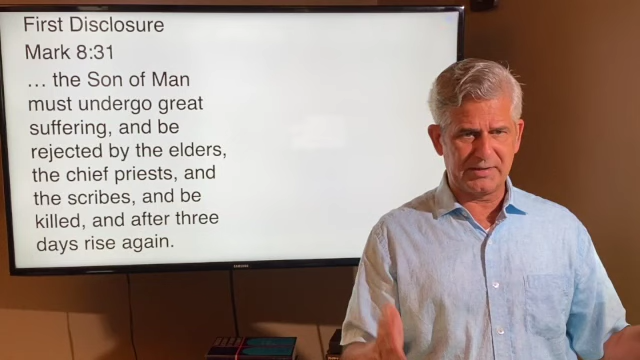 First Disclosure
Mark 8:31
… the Son of Man
must undergo great
suffering, and be
rejected by the elders,
the chief priests, and
the scribes, and be
killed, and after three
days rise again.
SAMSUNG